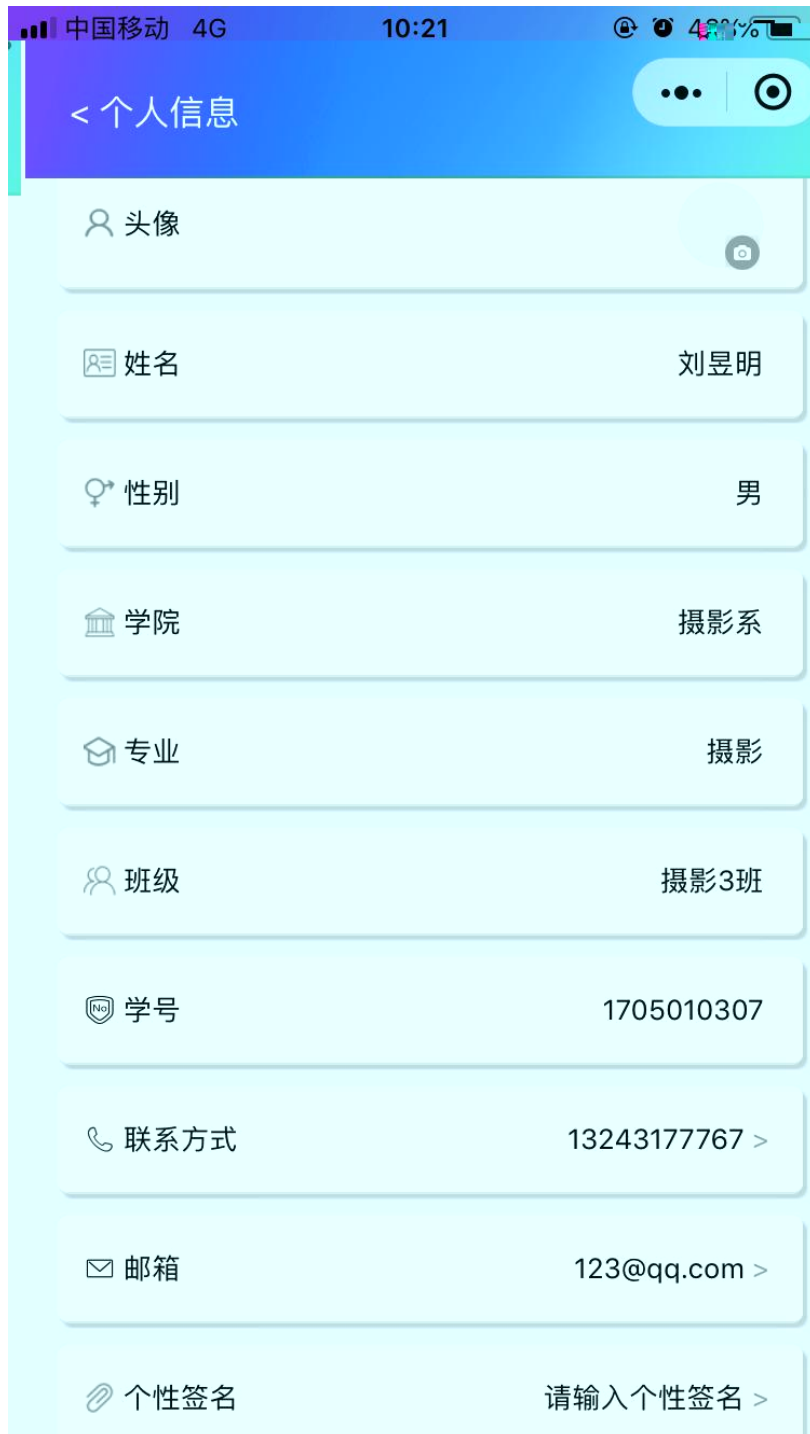 中国移动 4G 10:21
< 个人信息
头像
姓名 刘昱明
性别 男
学院 摄影系
专业 摄影
班级 摄影3班
No 学号 1705010307
联系方式 13243177767 >
邮箱 123@qq.com >
个性签名 请输入个性签名 >